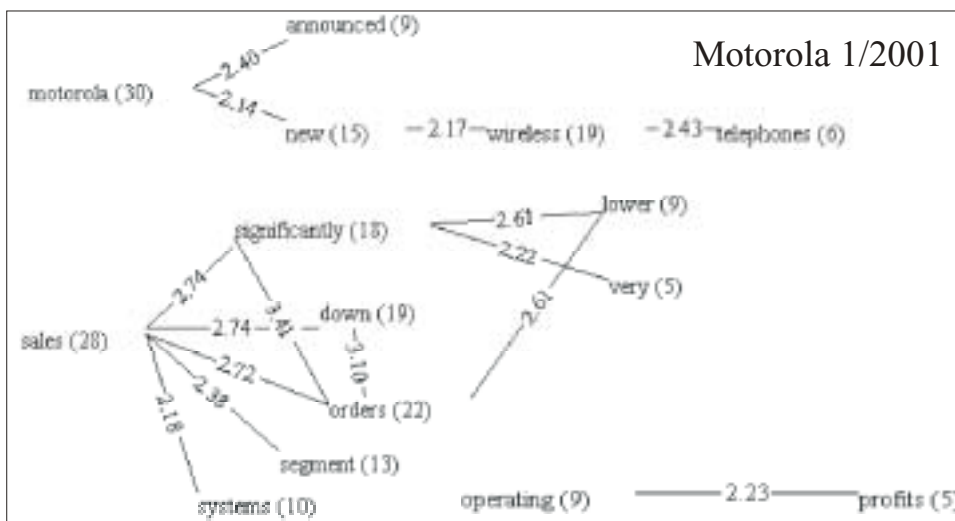 announced (9)
Motorola 1/2001
2.40
motorola (30)
2.14
new (15) 2.17 wireless (19) 2.43 telephones (6)
lower (9)
significantly (18) 2.61
2.22
2.74
very (5)
2.61
down (19)
3.41
sales (28) 2.74
3.10
2.72
2.38
orders (22)
2.18
segment (13)
systems (10) operating (9) 2.23 profits (5)